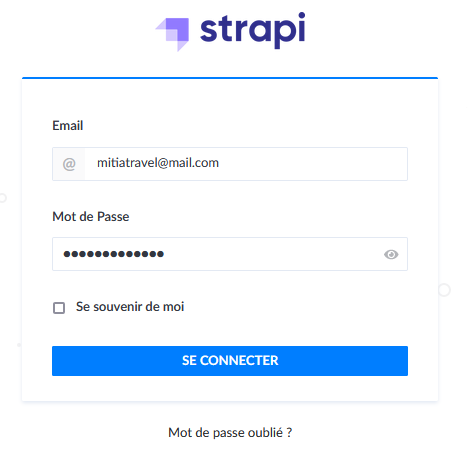 strapi
Email
@ mitiatravel@mail.com
Mot de Passe
•••••••••••••
Se souvenir de moi
SE CONNECTER
Mot de passe oublié ?